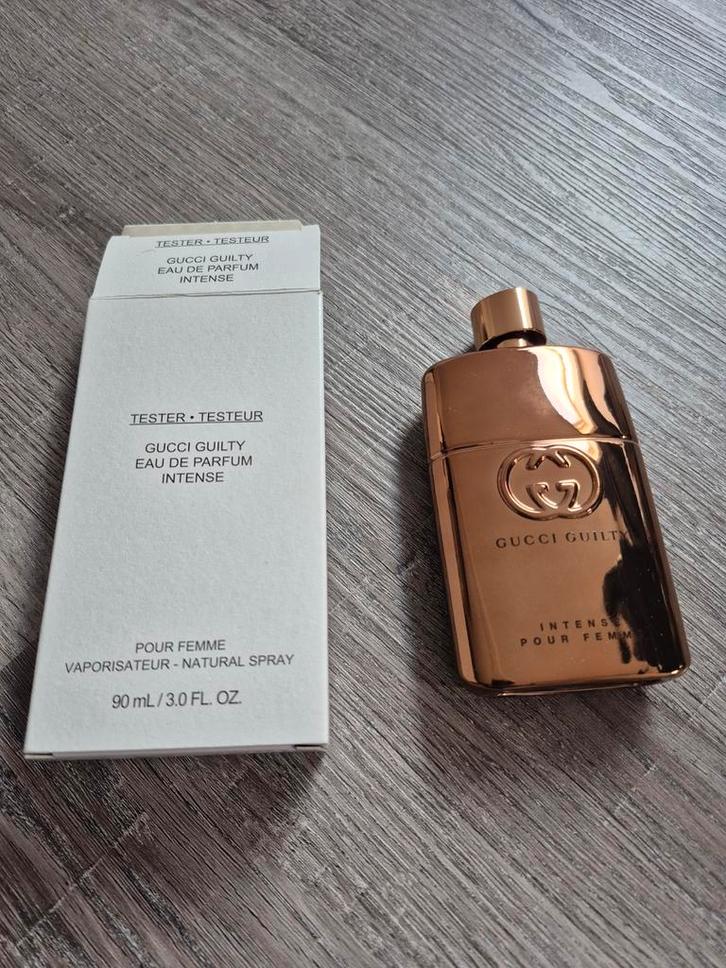 TESTER • TESTEUR
GUCCI GUILTY
EAU DE PARFUM
INTENSE
TESTER • TESTEUR
GUCCI GUILTY
EAU DE PARFUM
INTENSE
POUR FEMME
VAPORISATEUR - NATURAL SPRAY
90 mL / 3.0 FL. OZ.
GUCCI GUILTY
INTENSE
POUR FEMME